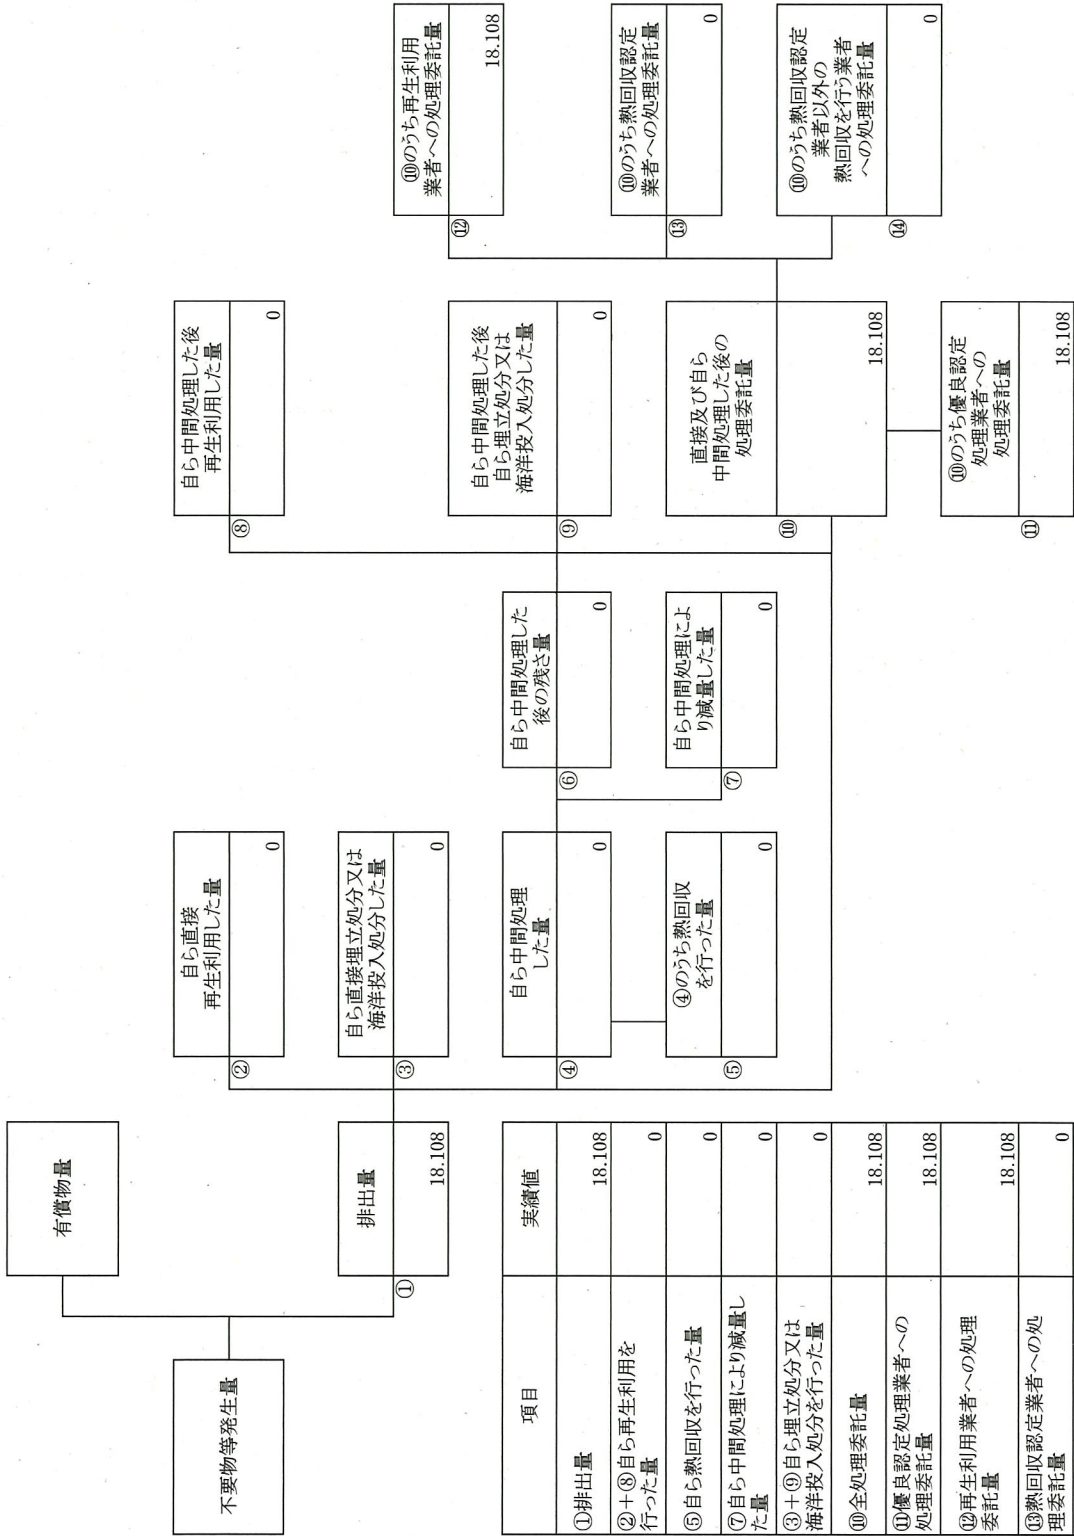 不要物等発生量
有償物量
①
排出量
18.108
②
自ら直接
再生利用した量
0
③
自ら直接埋立処分又は
海洋投入処分した量
0
④
自ら中間処理
した量
0
⑤
④のうち熱回収
を行った量
0
⑥
自ら中間処理した
後の残さ量
0
⑦
自ら中間処理によ
り減量した量
0
⑧
自ら中間処理した後
再生利用した量
0
⑨
自ら中間処理した後
自ら埋立処分又は
海洋投入処分した量
0
⑩
直接及び自ら
中間処理した後の
処理委託量
18.108
⑪
⑩のうち優良認定
処理業者への
処理委託量
18.108
⑫
⑩のうち再生利用
業者への処理委託量
18.108
⑬
⑩のうち熱回収認定
業者への処理委託量
0
⑭
⑩のうち熱回収認定
業者以外の
熱回収を行う業者
への処理委託量
0
項目 実績値
①排出量 18.108
②+⑧自ら再生利用を
行った量 0
⑤自ら熱回収を行った量 0
⑦自ら中間処理により減量し
た量 0
③+⑨自ら埋立処分又は
海洋投入処分を行った量 0
⑩全処理委託量 18.108
⑪優良認定処理業者への
処理委託量 18.108
⑫再生利用業者への処理
委託量 18.108
⑬熱回収認定業者への処
理委託量 0